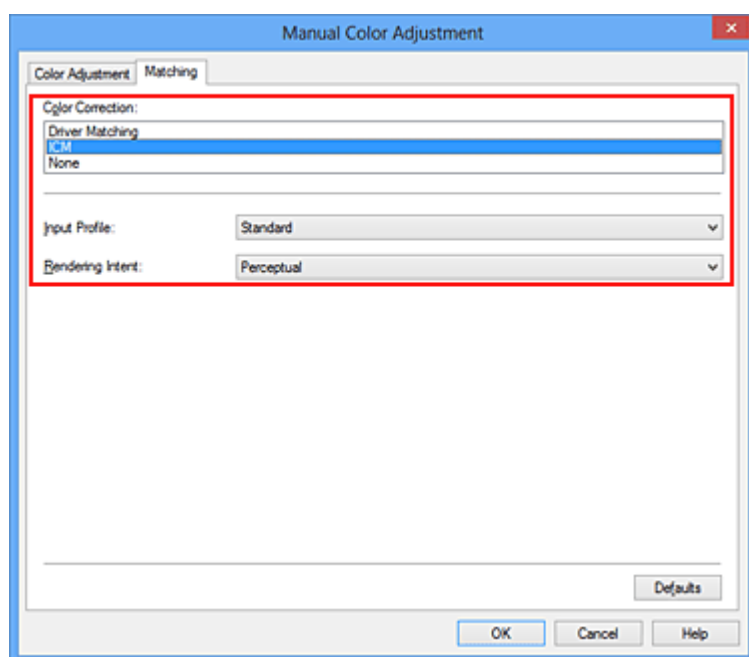 Manual Color Adjustment
Color Adjustment Matching
Color Correction:
Driver Matching
ICM
None
Input Profile: Standard
Rendering Intent: Perceptual
Defaults
OK Cancel Help